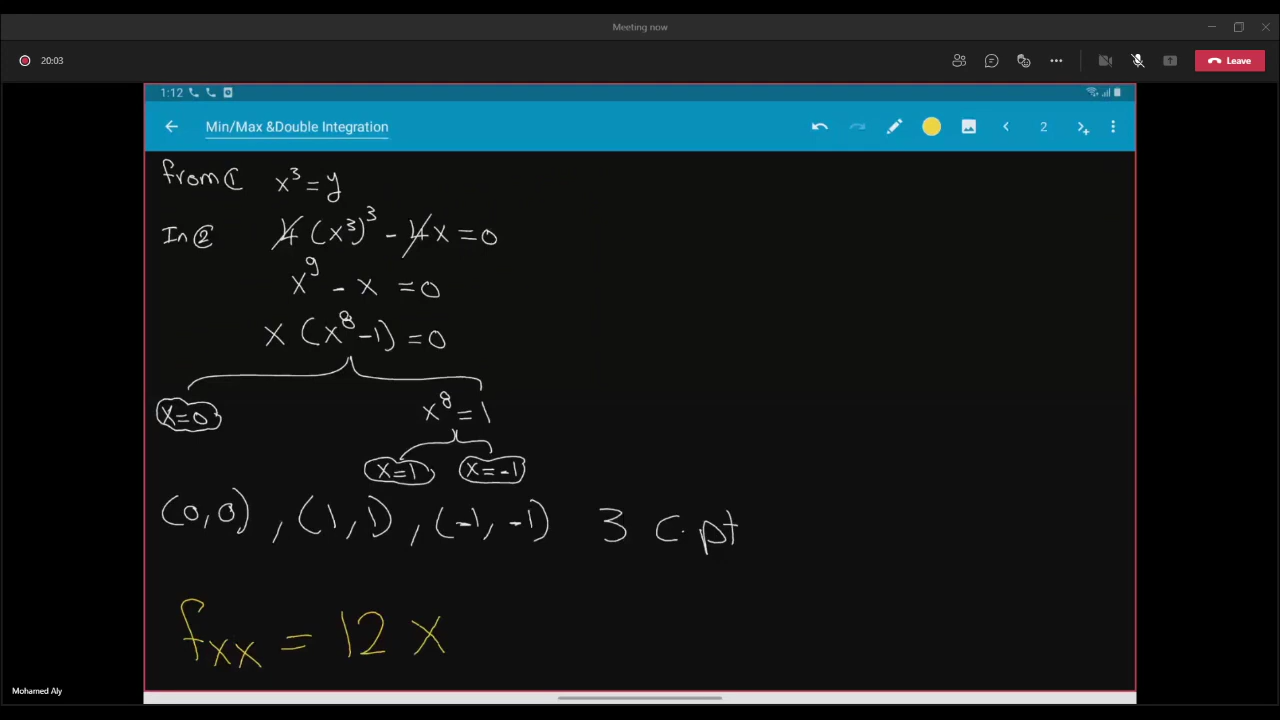 Meeting now
20:03
Leave
1:12
Min/Max &Double Integration
2
from ① x³ = y
In ② 4(x³)³ - 4x = 0
x⁹ - x = 0
x (x⁸ - 1) = 0
x=0 x⁸ = 1
x=1 x=-1
(0,0) , (1,1) , (-1,-1) 3 c.pt
fxx = 12 x
Mohamed Aly